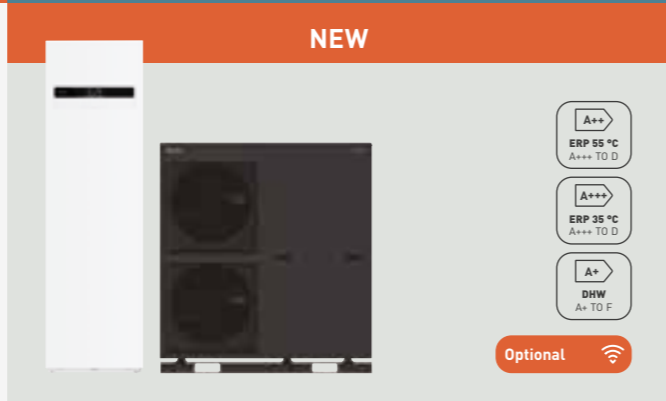 NEW
A++
ERP 55 °C
A+++ TO D
A+++
ERP 35 °C
A+++ TO D
A+
DHW
A+ TO F
Optional